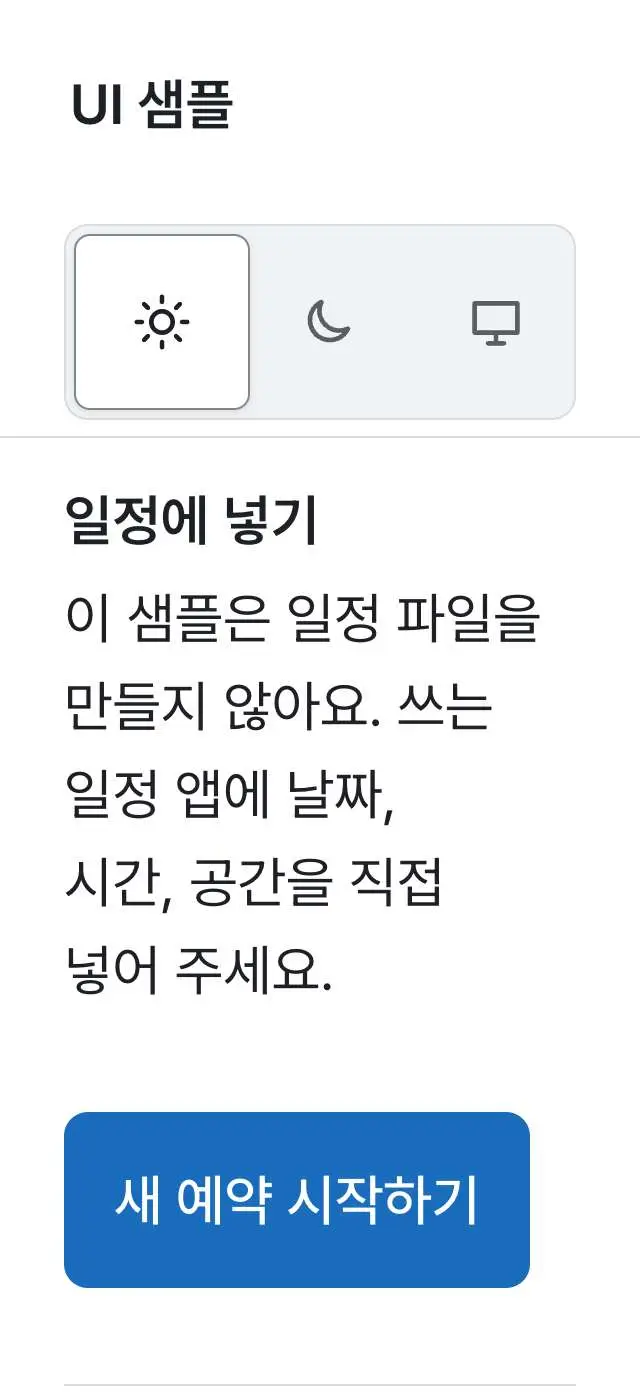 UI 샘플
일정에 넣기
이 샘플은 일정 파일을
만들지 않아요. 쓰는
일정 앱에 날짜,
시간, 공간을 직접
넣어 주세요.
새 예약 시작하기